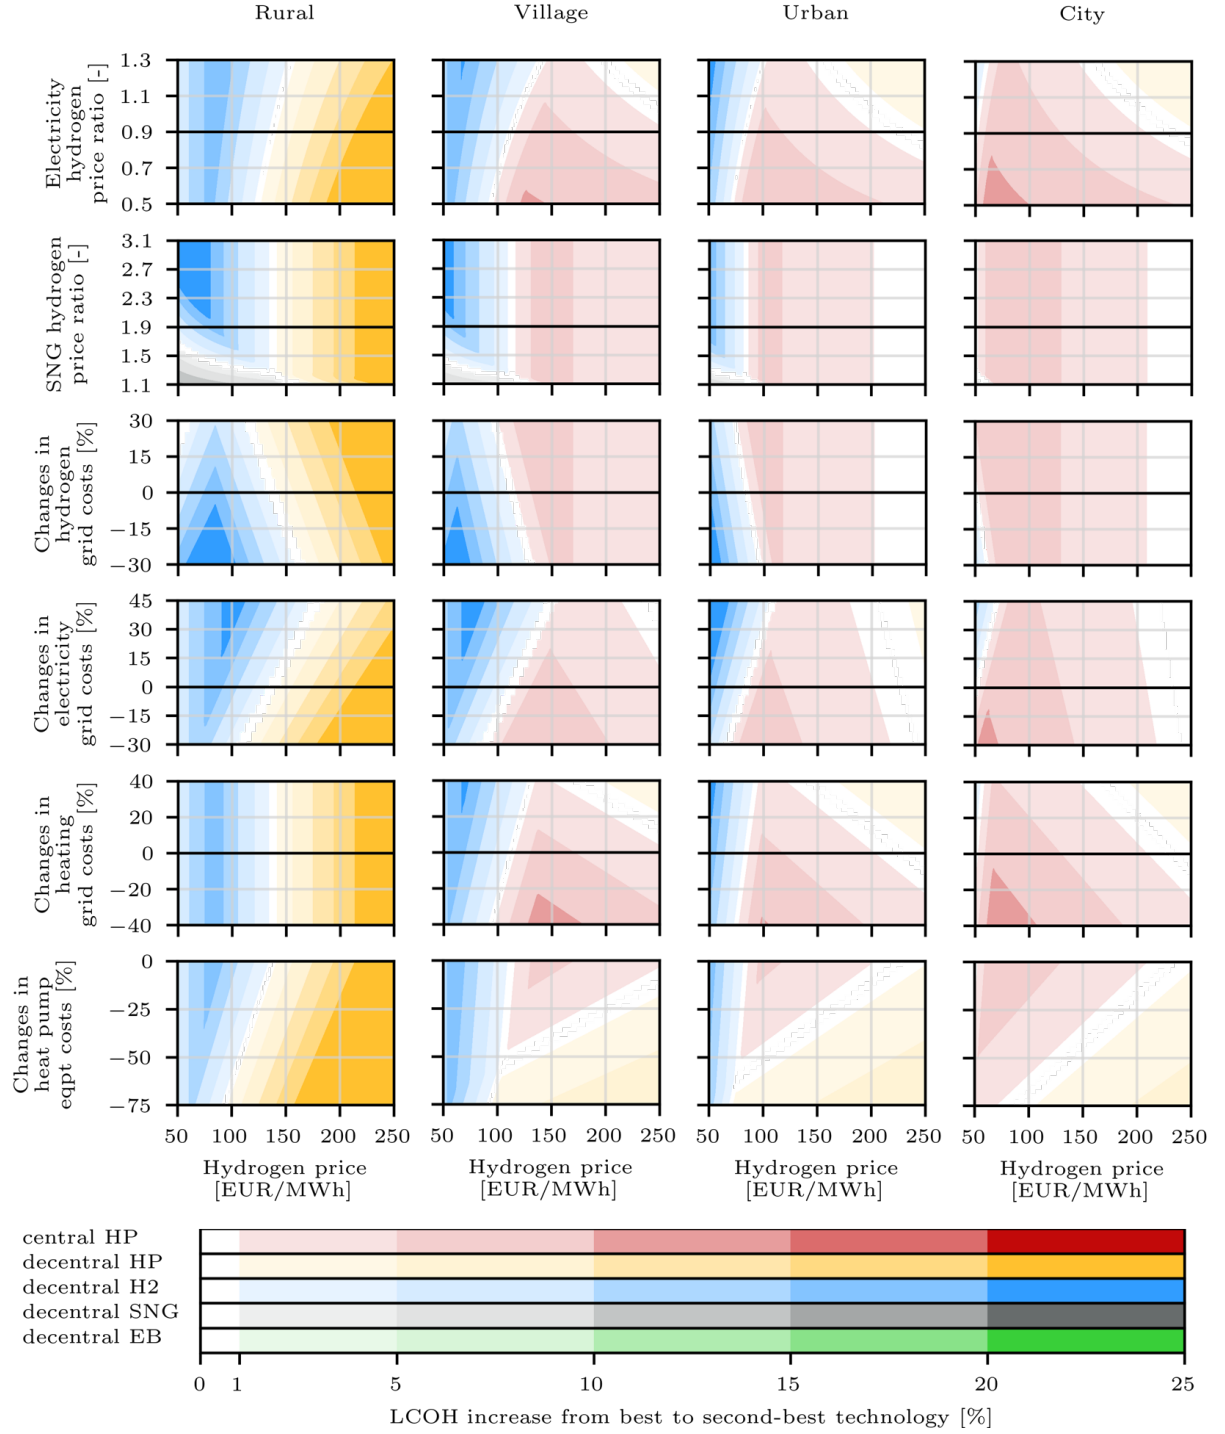 Rural Village Urban City
Electricity
hydrogen
price ratio [-]
1.3
1.1
0.9
0.7
0.5
SNG hydrogen
price ratio [-]
3.1
2.7
2.3
1.9
1.5
1.1
Changes in
hydrogen
grid costs [%]
30
15
0
−15
−30
Changes in
electricity
grid costs [%]
45
30
15
0
−15
−30
Changes in
heating
grid costs [%]
40
20
0
−20
−40
Changes in
heat pump
eqpt costs [%]
0
−25
−50
−75
50 100 150 200 250 50 100 150 200 250 50 100 150 200 250 50 100 150 200 250
Hydrogen price Hydrogen price Hydrogen price Hydrogen price
[EUR/MWh] [EUR/MWh] [EUR/MWh] [EUR/MWh]
central HP
decentral HP
decentral H2
decentral SNG
decentral EB
0 1 5 10 15 20 25
LCOH increase from best to second-best technology [%]